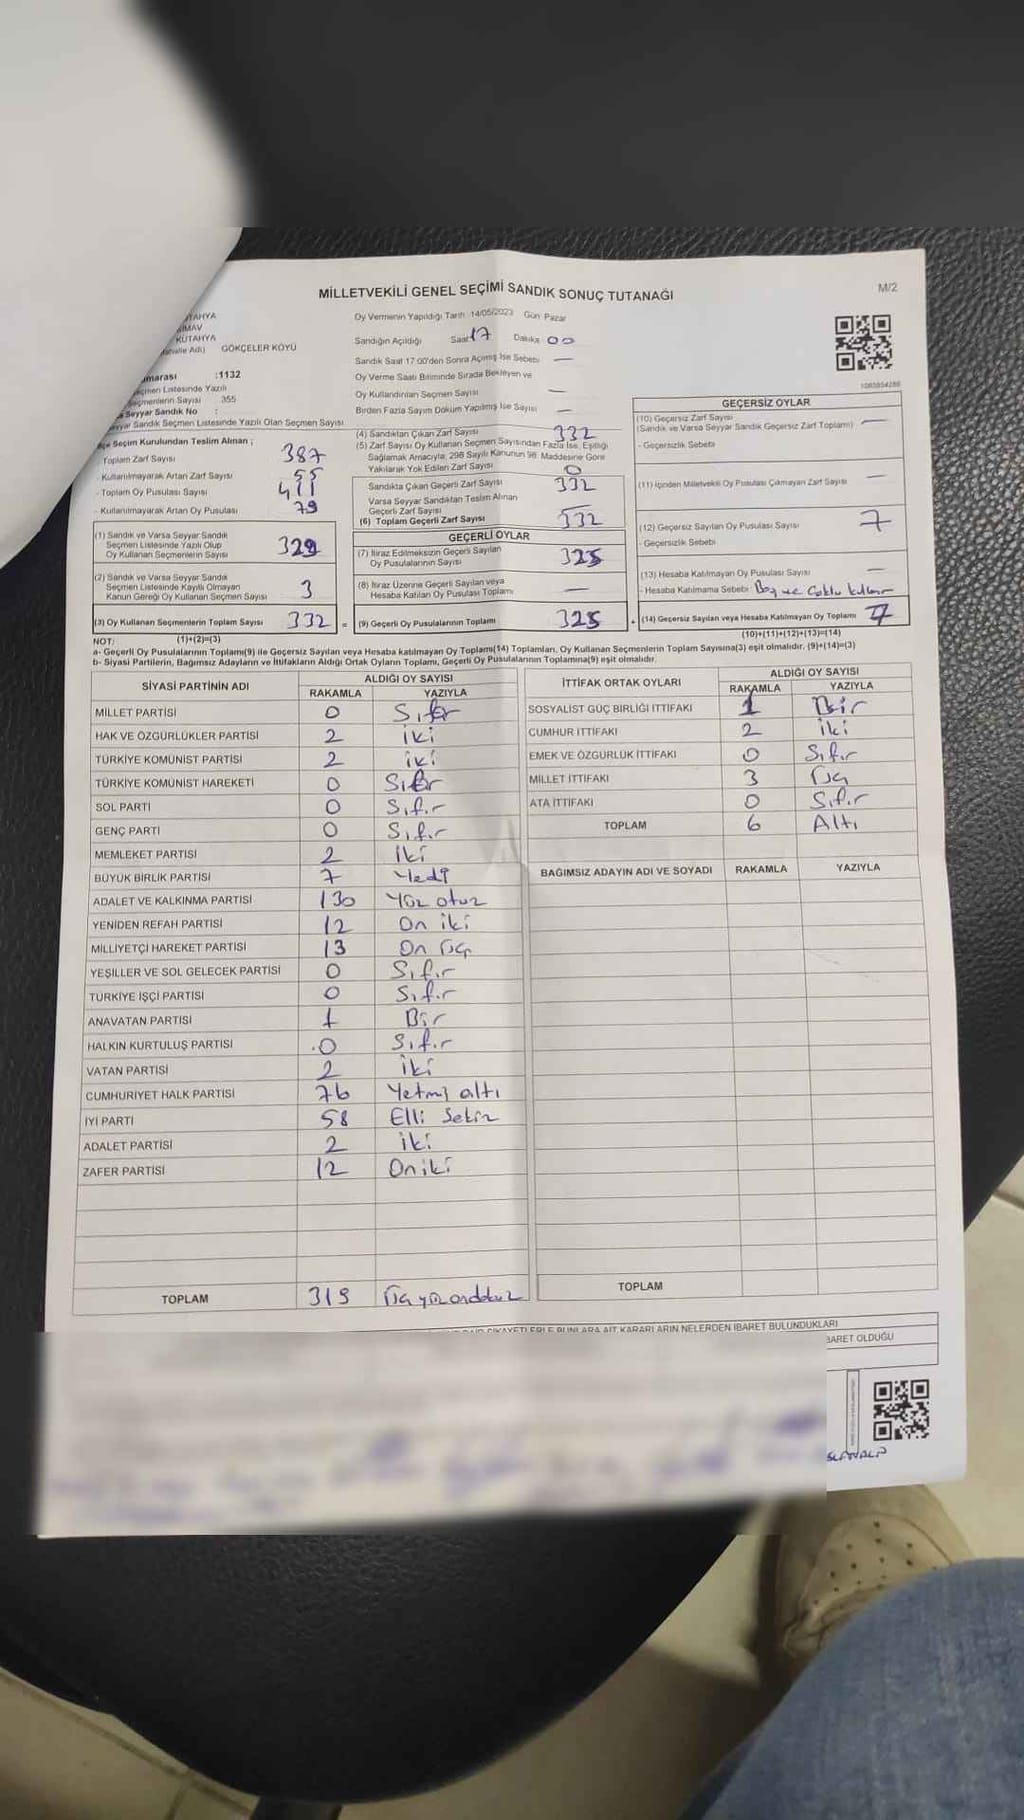 MİLLETVEKİLİ GENEL SEÇİMİ SANDIK SONUÇ TUTANAĞI
M/2
TAHYA
İMAV
KÜTAHYA
GÖKÇELER KÖYÜ
Oy Vermenin Yapıldığı Tarih 14/05/2023 Gün Pazar
Sandığın Açıldığı Saat 17 Dakika 00
Sandık Saat 17:00'den Sonra Açılmış İse Sebebi —
Oy Verme Saati Bitiminde Sırada Bekleyen ve
Oy Kullandırılan Seçmen Sayısı —
Birden Fazla Sayım Döküm Yapılmış İse Sayısı —
1083854288
marası :1132
Seçmen Listesinde Yazılı
Seçmenlerin Sayısı 355
Seyyar Sandık No :
Seyyar Sandık Seçmen Listesinde Yazılı Olan Seçmen Sayısı
İlçe Seçim Kurulundan Teslim Alınan ;
Toplam Zarf Sayısı 387
- Kullanılmayarak Artan Zarf Sayısı 55
- Toplam Oy Pusulası Sayısı 411
- Kullanılmayarak Artan Oy Pusulası 79
(1) Sandık ve Varsa Seyyar Sandık
Seçmen Listesinde Yazılı Olup
Oy Kullanan Seçmenlerin Sayısı 329
(2) Sandık ve Varsa Seyyar Sandık
Seçmen Listesinde Kayıtlı Olmayan
Kanun Gereği Oy Kullanan Seçmen Sayısı 3
(3) Oy Kullanan Seçmenlerin Toplam Sayısı 332 =
(4) Sandıktan Çıkan Zarf Sayısı 332
(5) Zarf Sayısı Oy Kullanan Seçmen Sayısından Fazla İse, Eşitliği
Sağlamak Amacıyla, 298 Sayılı Kanunun 98. Maddesine Göre
Yakılarak Yok Edilen Zarf Sayısı 0
Sandıkta Çıkan Geçerli Zarf Sayısı 332
Varsa Seyyar Sandıktan Teslim Alınan
Geçerli Zarf Sayısı —
(6) Toplam Geçerli Zarf Sayısı 332
GEÇERLİ OYLAR
(7) İtiraz Edilmeksizin Geçerli Sayılan
Oy Pusulalarının Sayısı 325
(8) İtiraz Üzerine Geçerli Sayılan veya
Hesaba Katılan Oy Pusulası Toplamı —
(9) Geçerli Oy Pusulalarının Toplamı 325 +
GEÇERSİZ OYLAR
(10) Geçersiz Zarf Sayısı
(Sandık ve Varsa Seyyar Sandık Geçersiz Zarf Toplamı) —
- Geçersizlik Sebebi
(11) İçinden Milletvekili Oy Pusulası Çıkmayan Zarf Sayısı —
(12) Geçersiz Sayılan Oy Pusulası Sayısı 7
- Geçersizlik Sebebi
(13) Hesaba Katılmayan Oy Pusulası Sayısı —
- Hesaba Katılmama Sebebi Boş ve Çoklu
(14) Geçersiz Sayılan veya Hesaba Katılmayan Oy Toplamı 7
NOT: (1)+(2)=(3)
(10)+(11)+(12)+(13)=(14)
a- Geçerli Oy Pusulalarının Toplamı(9) ile Geçersiz Sayılan veya Hesaba katılmayan Oy Toplamı(14) Toplamları, Oy Kullanan Seçmenlerin Toplam Sayısına(3) eşit olmalıdır. (9)+(14)=(3)
b- Siyasi Partilerin, Bağımsız Adayların ve İttifakların Aldığı Ortak Oyların Toplamı, Geçerli Oy Pusulalarının Toplamına(9) eşit olmalıdır.
SİYASİ PARTİNİN ADI ALDIĞI OY SAYISI
RAKAMLA YAZIYLA
MİLLET PARTİSİ 0 Sıfır
HAK VE ÖZGÜRLÜKLER PARTİSİ 2 iki
TÜRKİYE KOMÜNİST PARTİSİ 2 iki
TÜRKİYE KOMÜNİST HAREKETİ 0 Sıfır
SOL PARTİ 0 Sıfır
GENÇ PARTİ 0 Sıfır
MEMLEKET PARTİSİ 2 iki
BÜYÜK BİRLİK PARTİSİ 7 Yedi
ADALET VE KALKINMA PARTİSİ 130 Yüz otuz
YENİDEN REFAH PARTİSİ 12 On iki
MİLLİYETÇİ HAREKET PARTİSİ 13 On üç
YEŞİLLER VE SOL GELECEK PARTİSİ 0 Sıfır
TÜRKİYE İŞÇİ PARTİSİ 0 Sıfır
ANAVATAN PARTİSİ 1 Bir
HALKIN KURTULUŞ PARTİSİ 0 Sıfır
VATAN PARTİSİ 2 iki
CUMHURİYET HALK PARTİSİ 76 Yetmiş altı
İYİ PARTİ 58 Elli Sekiz
ADALET PARTİSİ 2 iki
ZAFER PARTİSİ 12 On iki
TOPLAM 319 Üç yüz ondokuz
İTTİFAK ORTAK OYLARI ALDIĞI OY SAYISI
RAKAMLA YAZIYLA
SOSYALİST GÜÇ BİRLİĞİ İTTİFAKI 1 Bir
CUMHUR İTTİFAKI 2 iki
EMEK VE ÖZGÜRLÜK İTTİFAKI 0 Sıfır
MİLLET İTTİFAKI 3 Üç
ATA İTTİFAKI 0 Sıfır
TOPLAM 6 Altı
BAĞIMSIZ ADAYIN ADI VE SOYADI RAKAMLA YAZIYLA
TOPLAM
ŞİKAYETLERLE BUNLARA AİT KARARLARIN NELERDEN İBARET BULUNDUKLARI
BARET OLDUĞU